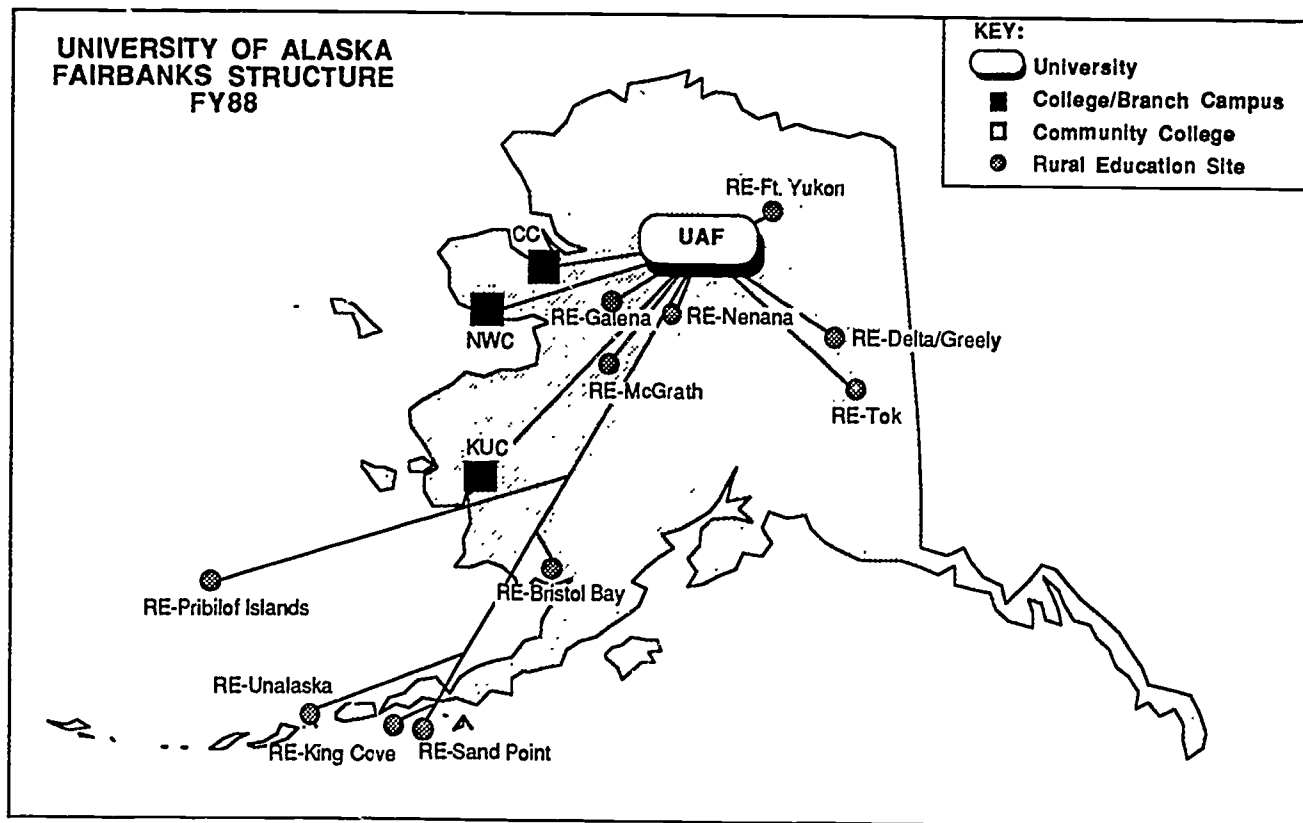 UNIVERSITY OF ALASKA
FAIRBANKS STRUCTURE
FY88
KEY:
University
College/Branch Campus
Community College
Rural Education Site
RE-Ft. Yukon
UAF
CC
RE-Galena
RE-Nenana
NWC
RE-Delta/Greely
RE-McGrath
RE-Tok
KUC
RE-Pribilof Islands
RE-Bristol Bay
RE-Unalaska
RE-King Cove
RE-Sand Point